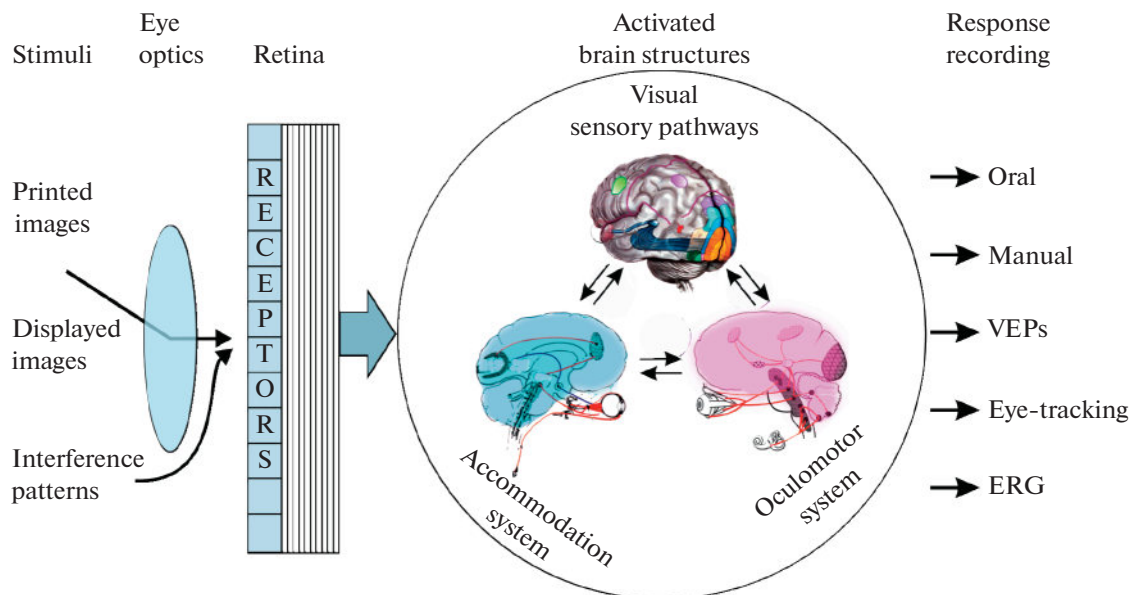 Stimuli
Eye
optics
Retina
Activated
brain structures
Response
recording
Printed
images
Displayed
images
Interference
patterns
RECEPTORS
Visual
sensory pathways
Accommodation
system
Oculomotor
system
Oral
Manual
VEPs
Eye-tracking
ERG